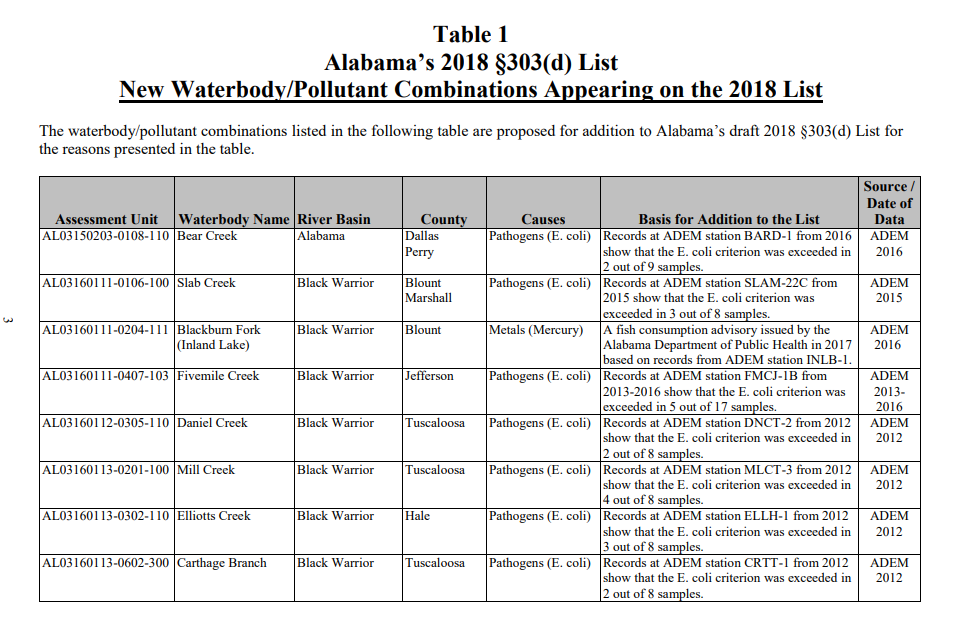 Table 1
Alabama's 2018 §303(d) List
New Waterbody/Pollutant Combinations Appearing on the 2018 List
The waterbody/pollutant combinations listed in the following table are proposed for addition to Alabama's draft 2018 §303(d) List for
the reasons presented in the table.
Assessment Unit Waterbody Name River Basin County Causes Basis for Addition to the List Source / Date of Data
AL03150203-0108-110 Bear Creek Alabama Dallas Pathogens (E. coli) Records at ADEM station BARD-1 from 2016 ADEM
Perry show that the E. coli criterion was exceeded in 2016
2 out of 9 samples.
AL03160111-0106-100 Slab Creek Black Warrior Blount Pathogens (E. coli) Records at ADEM station SLAM-22C from ADEM
Marshall 2015 show that the E. coli criterion was 2015
exceeded in 3 out of 8 samples.
3
AL03160111-0204-111 Blackburn Fork Black Warrior Blount Metals (Mercury) A fish consumption advisory issued by the ADEM
(Inland Lake) Alabama Department of Public Health in 2017 2016
based on records from ADEM station INLB-1.
AL03160111-0407-103 Fivemile Creek Black Warrior Jefferson Pathogens (E. coli) Records at ADEM station FMCJ-1B from ADEM
2013-2016 show that the E. coli criterion was 2013-
exceeded in 5 out of 17 samples. 2016
AL03160112-0305-110 Daniel Creek Black Warrior Tuscaloosa Pathogens (E. coli) Records at ADEM station DNCT-2 from 2012 ADEM
show that the E. coli criterion was exceeded in 2012
2 out of 8 samples.
AL03160113-0201-100 Mill Creek Black Warrior Tuscaloosa Pathogens (E. coli) Records at ADEM station MLCT-3 from 2012 ADEM
show that the E. coli criterion was exceeded in 2012
4 out of 8 samples.
AL03160113-0302-110 Elliotts Creek Black Warrior Hale Pathogens (E. coli) Records at ADEM station ELLH-1 from 2012 ADEM
show that the E. coli criterion was exceeded in 2012
3 out of 8 samples.
AL03160113-0602-300 Carthage Branch Black Warrior Tuscaloosa Pathogens (E. coli) Records at ADEM station CRTT-1 from 2012 ADEM
show that the E. coli criterion was exceeded in 2012
2 out of 8 samples.